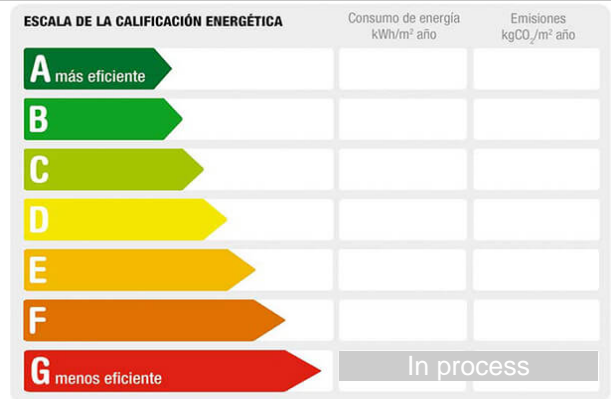 ESCALA DE LA CALIFICACIÓN ENERGÉTICA
Consumo de energía
kWh/m² año
Emisiones
kgCO₂/m² año
A más eficiente
B
C
D
E
F
G menos eficiente
In process